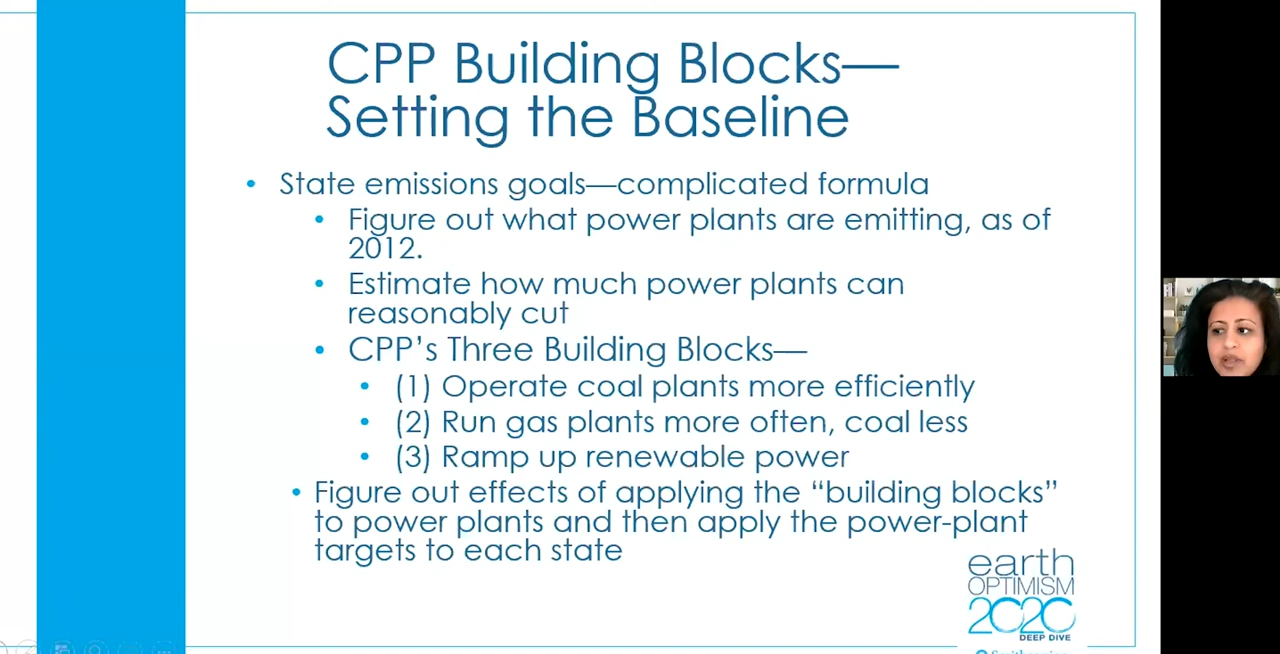 CPP Building Blocks—
Setting the Baseline
• State emissions goals—complicated formula
• Figure out what power plants are emitting, as of
2012.
• Estimate how much power plants can
reasonably cut
• CPP’s Three Building Blocks—
• (1) Operate coal plants more efficiently
• (2) Run gas plants more often, coal less
• (3) Ramp up renewable power
• Figure out effects of applying the “building blocks”
to power plants and then apply the power-plant
targets to each state
earth
OPTIMISM
2020
DEEP DIVE